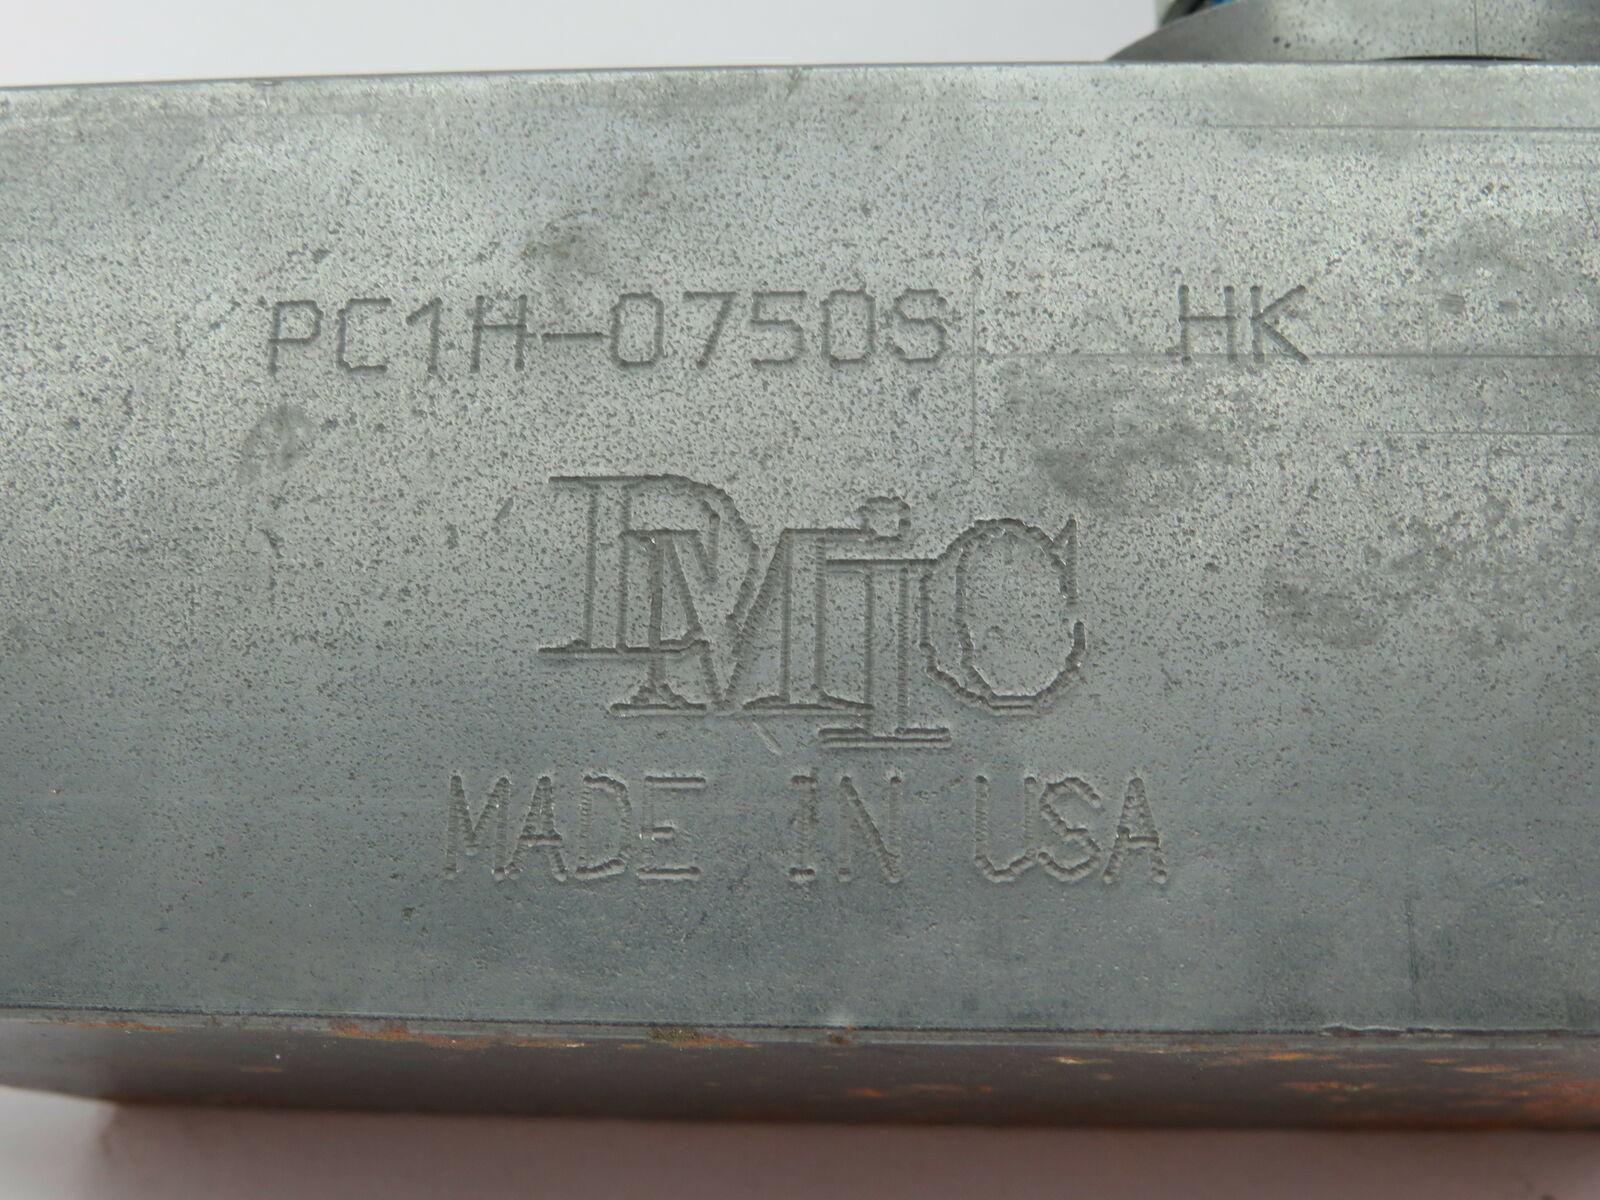 PC1H-0750S HK
DMiC
MADE IN USA